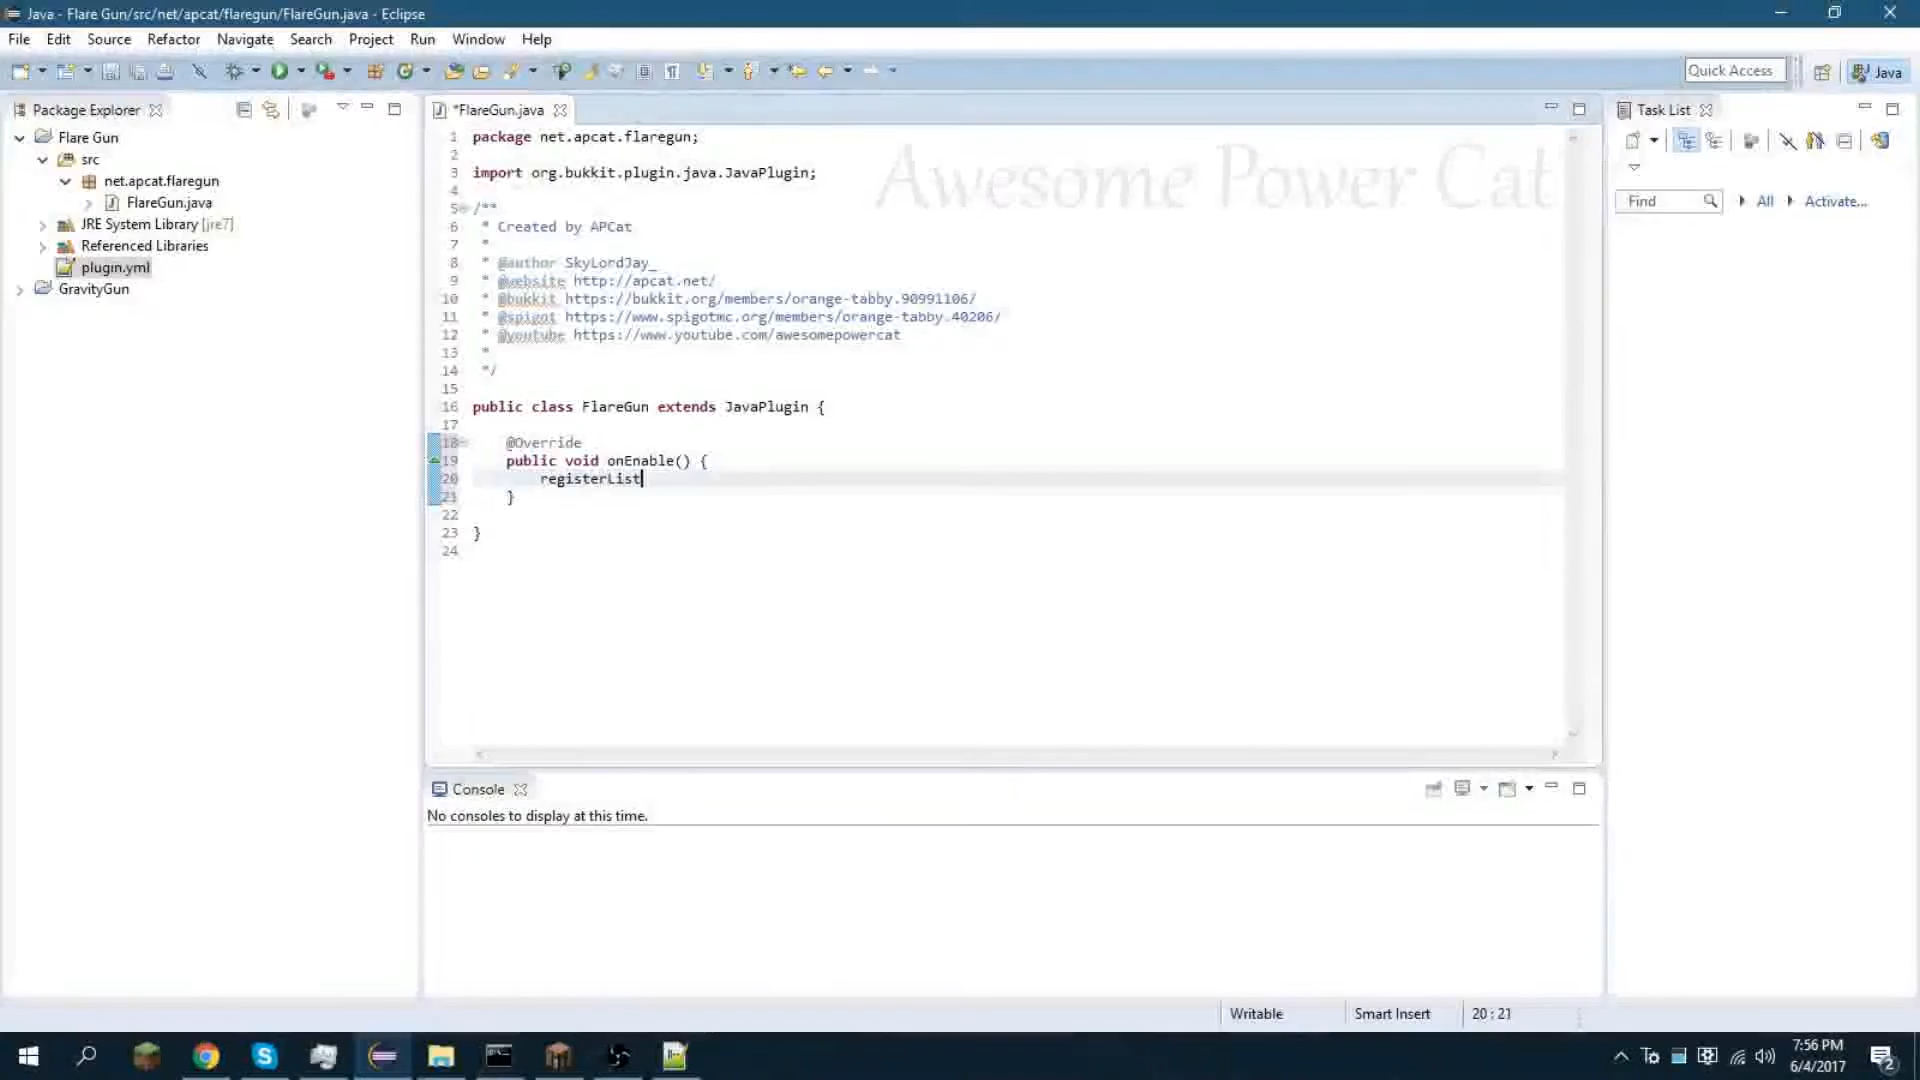 Java - Flare Gun/src/net/apcat/flaregun/FlareGun.java - Eclipse
File Edit Source Refactor Navigate Search Project Run Window Help
Quick Access
Java
Package Explorer
Flare Gun
src
net.apcat.flaregun
FlareGun.java
JRE System Library [jre7]
Referenced Libraries
plugin.yml
GravityGun
*FlareGun.java
1 package net.apcat.flaregun;
2
3 import org.bukkit.plugin.java.JavaPlugin;
4
5 /**
6 * Created by APCat
7 *
8 * @author SkyLordJay_
9 * @website http://apcat.net/
10 * @bukkit https://bukkit.org/members/orange-tabby.90991106/
11 * @spigot https://www.spigotmc.org/members/orange-tabby.40206/
12 * @youtube https://www.youtube.com/awesomepowercat
13 *
14 */
15
16 public class FlareGun extends JavaPlugin {
17
18 @Override
19 public void onEnable() {
20 registerList
21 }
22
23 }
24
Awesome Power Cat
Task List
Find
All
Activate...
Console
No consoles to display at this time.
Writable
Smart Insert
20 : 21
7:56 PM
6/4/2017
2